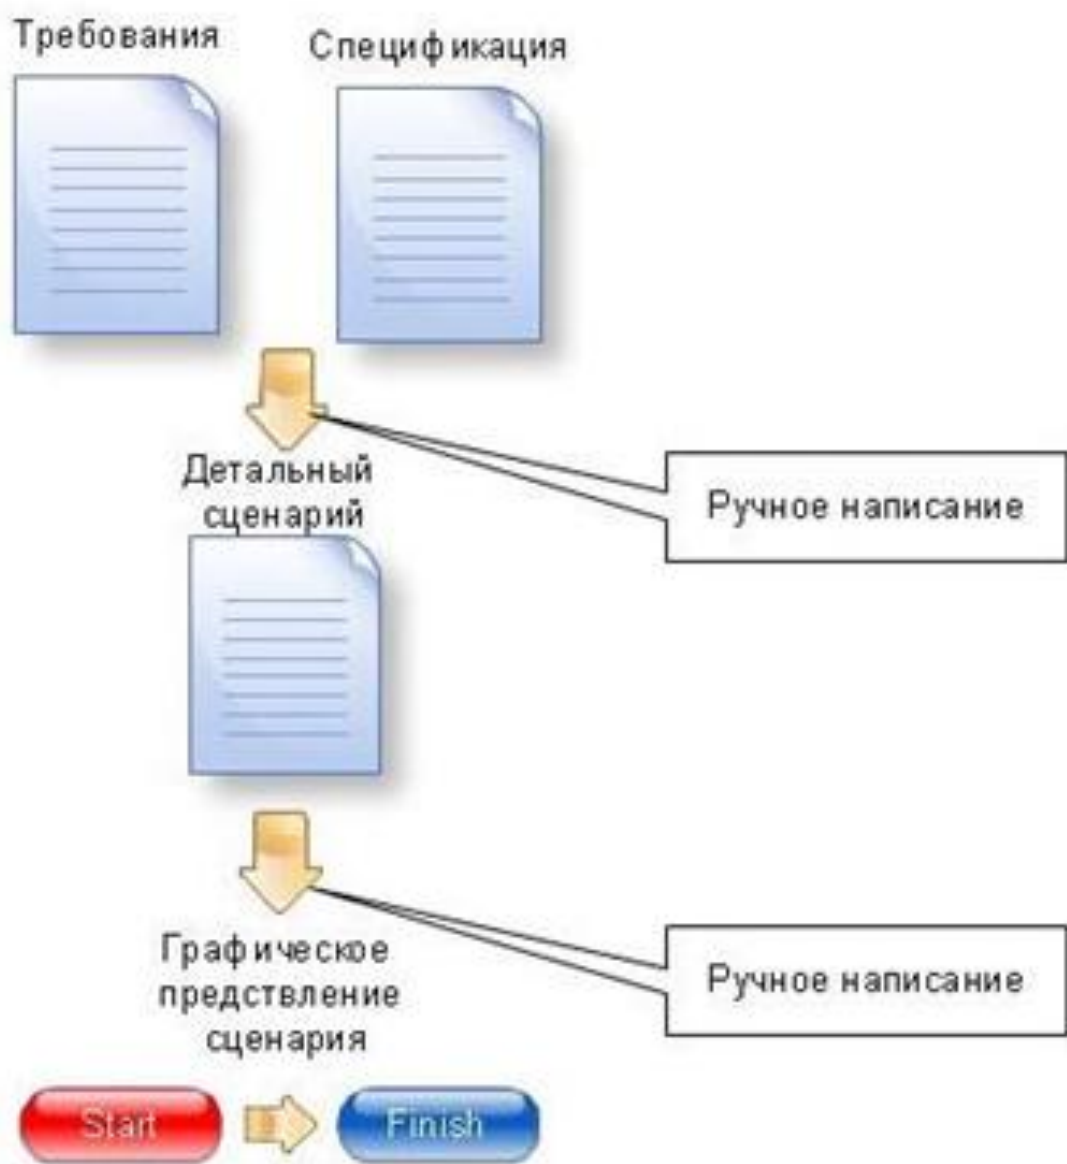 Требования
Спецификация
Детальный
сценарий
Ручное написание
Графическое
предствление
сценария
Ручное написание
Start
Finish